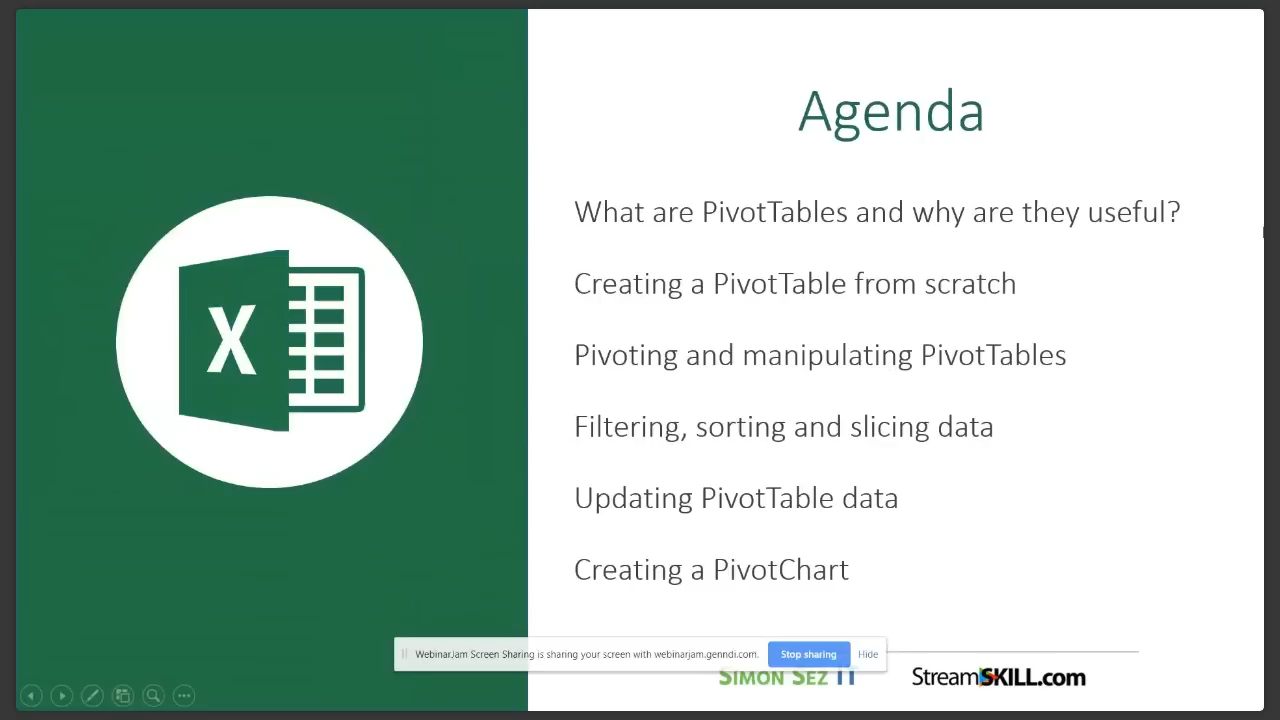 Agenda
What are PivotTables and why are they useful?
Creating a PivotTable from scratch
Pivoting and manipulating PivotTables
Filtering, sorting and slicing data
Updating PivotTable data
Creating a PivotChart
X
WebinarJam Screen Sharing is sharing your screen with webinarjam.genndi.com.
Stop sharing
Hide
SIMON SEZ IT
StreamSKILL.com